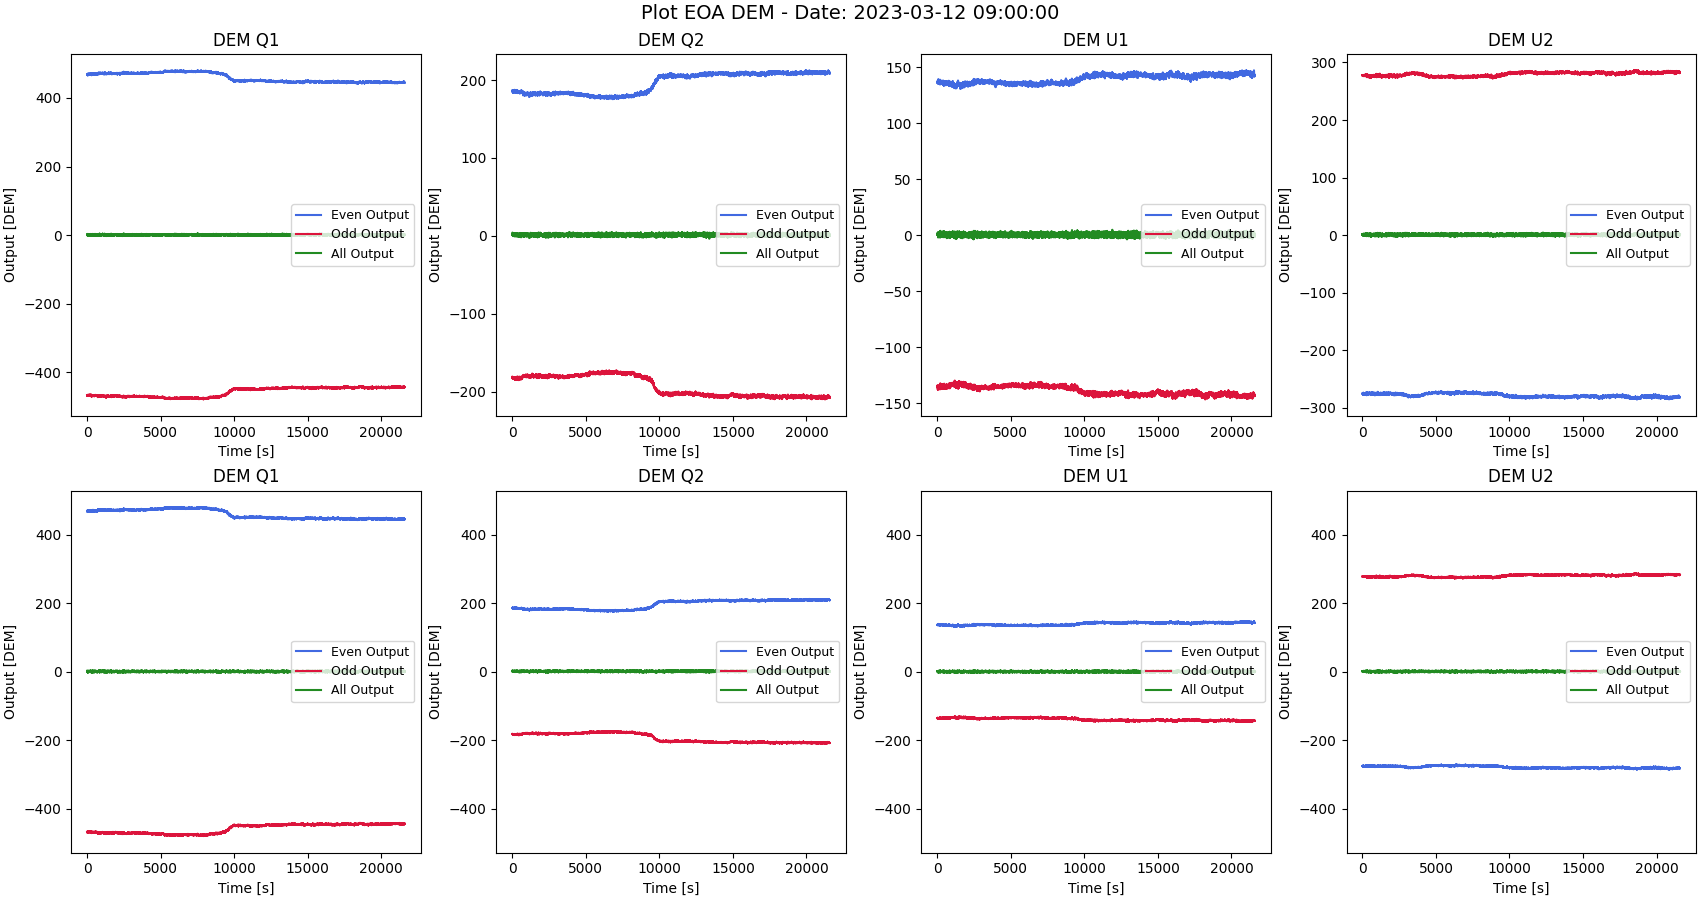 Plot EOA DEM - Date: 2023-03-12 09:00:00
DEM Q1
Output [DEM]
400
200
0
−200
−400
Even Output
Odd Output
All Output
0 5000 10000 15000 20000
Time [s]
DEM Q2
Output [DEM]
200
100
0
−100
−200
Even Output
Odd Output
All Output
0 5000 10000 15000 20000
Time [s]
DEM U1
Output [DEM]
150
100
50
0
−50
−100
−150
Even Output
Odd Output
All Output
0 5000 10000 15000 20000
Time [s]
DEM U2
Output [DEM]
300
200
100
0
−100
−200
−300
Even Output
Odd Output
All Output
0 5000 10000 15000 20000
Time [s]
DEM Q1
Output [DEM]
400
200
0
−200
−400
Even Output
Odd Output
All Output
0 5000 10000 15000 20000
Time [s]
DEM Q2
Output [DEM]
400
200
0
−200
−400
Even Output
Odd Output
All Output
0 5000 10000 15000 20000
Time [s]
DEM U1
Output [DEM]
400
200
0
−200
−400
Even Output
Odd Output
All Output
0 5000 10000 15000 20000
Time [s]
DEM U2
Output [DEM]
400
200
0
−200
−400
Even Output
Odd Output
All Output
0 5000 10000 15000 20000
Time [s]